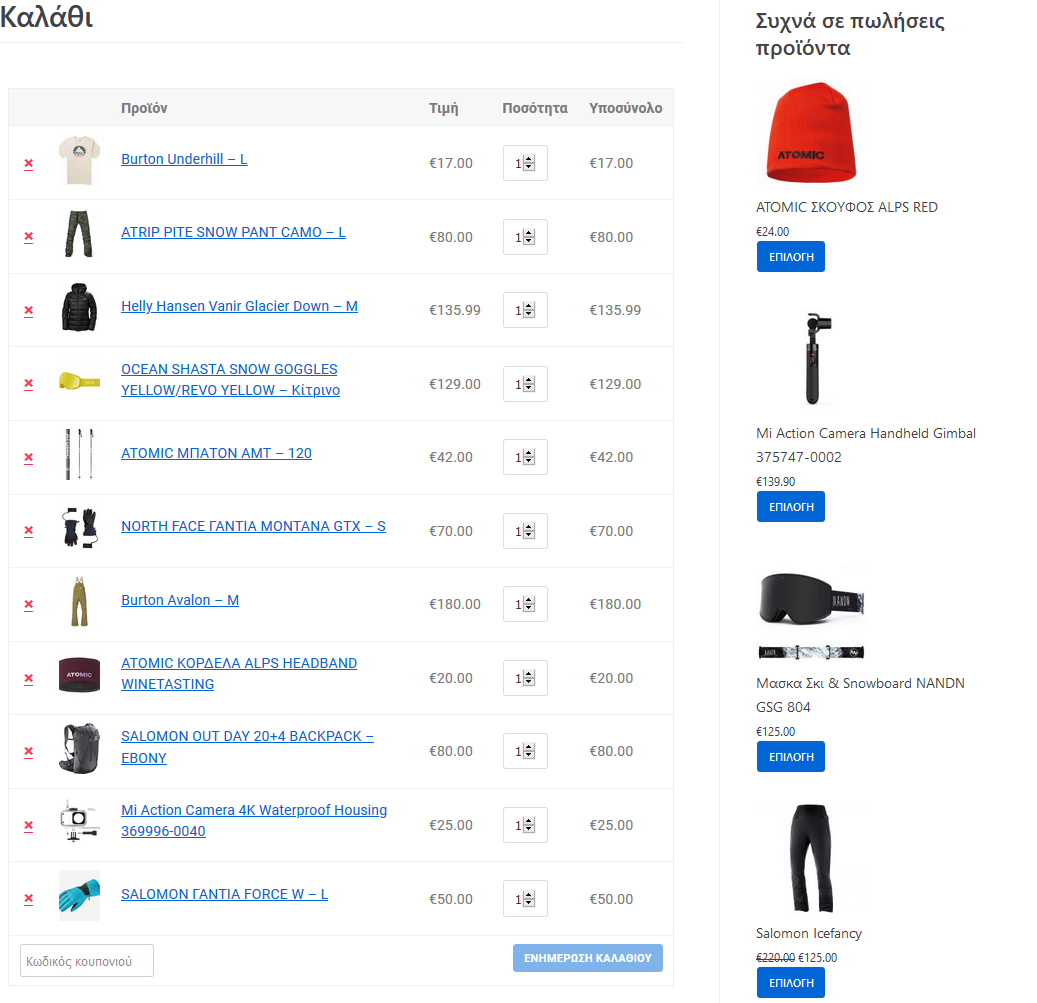 Καλάθι
Προϊόν Τιμή Ποσότητα Υποσύνολο
× Burton Underhill – L €17.00 1 €17.00
× ATRIP PITE SNOW PANT CAMO – L €80.00 1 €80.00
× Helly Hansen Vanir Glacier Down – M €135.99 1 €135.99
OCEAN SHASTA SNOW GOGGLES
× YELLOW/REVO YELLOW – Κίτρινο €129.00 1 €129.00
× ATOMIC ΜΠΑΤΟΝ AMT – 120 €42.00 1 €42.00
× NORTH FACE ΓΑΝΤΙΑ MONTANA GTX – S €70.00 1 €70.00
× Burton Avalon – M €180.00 1 €180.00
ATOMIC ΚΟΡΔΕΛΑ ALPS HEADBAND
ATOMIC
× WINETASTING €20.00 1 €20.00
SALOMON OUT DAY 20+4 BACKPACK –
× EBONY €80.00 1 €80.00
Mi Action Camera 4K Waterproof Housing
× 369996-0040 €25.00 1 €25.00
× SALOMON ΓΑΝΤΙΑ FORCE W – L €50.00 1 €50.00
Κωδικός κουπονιού ΕΝΗΜΕΡΩΣΗ ΚΑΛΑΘΙΟΥ
Συχνά σε πωλήσεις
προϊόντα
ATOMIC
ATOMIC ΣΚΟΥΦΟΣ ALPS RED
€24.00
ΕΠΙΛΟΓΗ
Mi Action Camera Handheld Gimbal
375747-0002
€139.90
ΕΠΙΛΟΓΗ
NANDN
Μασκα Σκι & Snowboard NANDN
GSG 804
€125.00
ΕΠΙΛΟΓΗ
Salomon Icefancy
€220.00 €125.00
ΕΠΙΛΟΓΗ